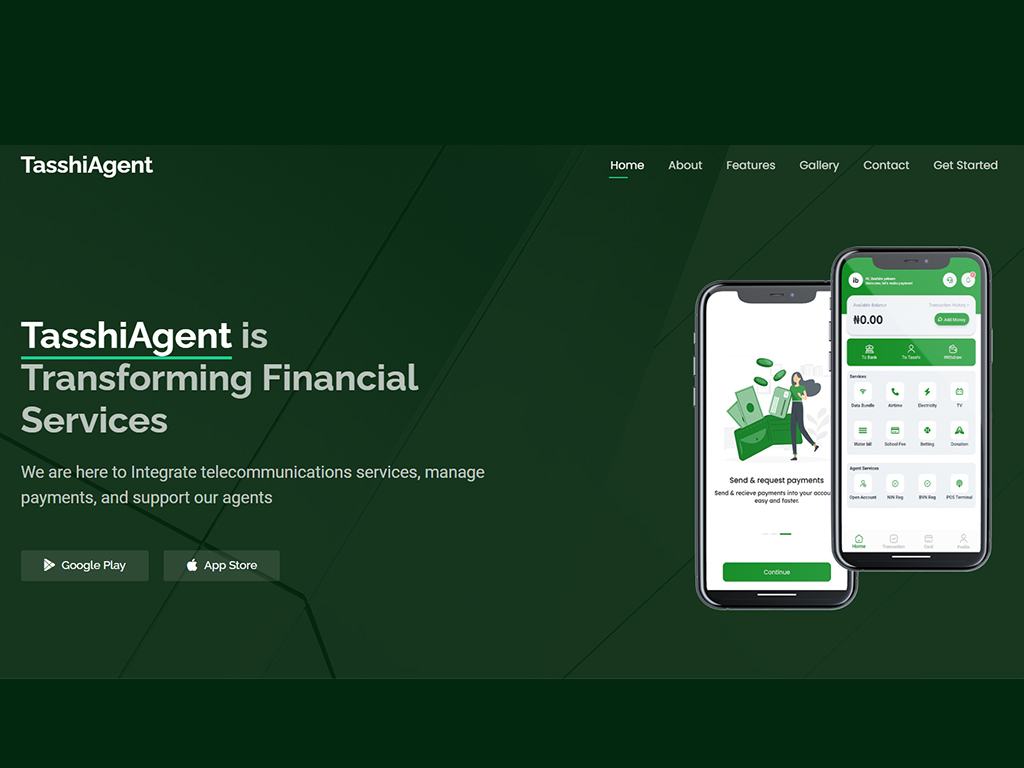 TasshiAgent
Home About Features Gallery Contact Get Started
TasshiAgent is
Transforming Financial
Services
We are here to Integrate telecommunications services, manage
payments, and support our agents
Google Play App Store
Send & request payments
Send & recieve payments into your accou
easy and faster.
Continue
ib
Welcome, let's make payment
Available Balance Transaction History >
₦0.00
Add Money
To Bank To Tasshi Withdraw
Services
Data Bundle Airtime Electricity TV
Water bill School Fee Betting Donation
Agent Services
Open Account NIN Reg BVN Reg POS Terminal
Home Transaction Card Profile